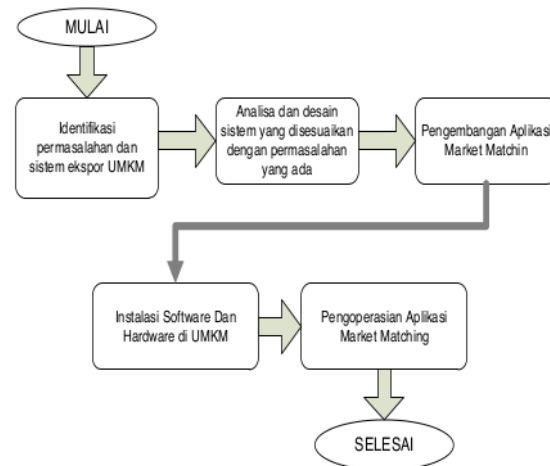 MULAI
Identifikasi
permasalahan dan
sistem ekspor UMKM
Analisa dan desain
sistem yang disesuaikan
dengan permasalahan
yang ada
Pengembangan Aplikasi
Market Matchin
Instalasi Software Dan
Hardware di UMKM
Pengoperasian Aplikasi
Market Matching
SELESAI